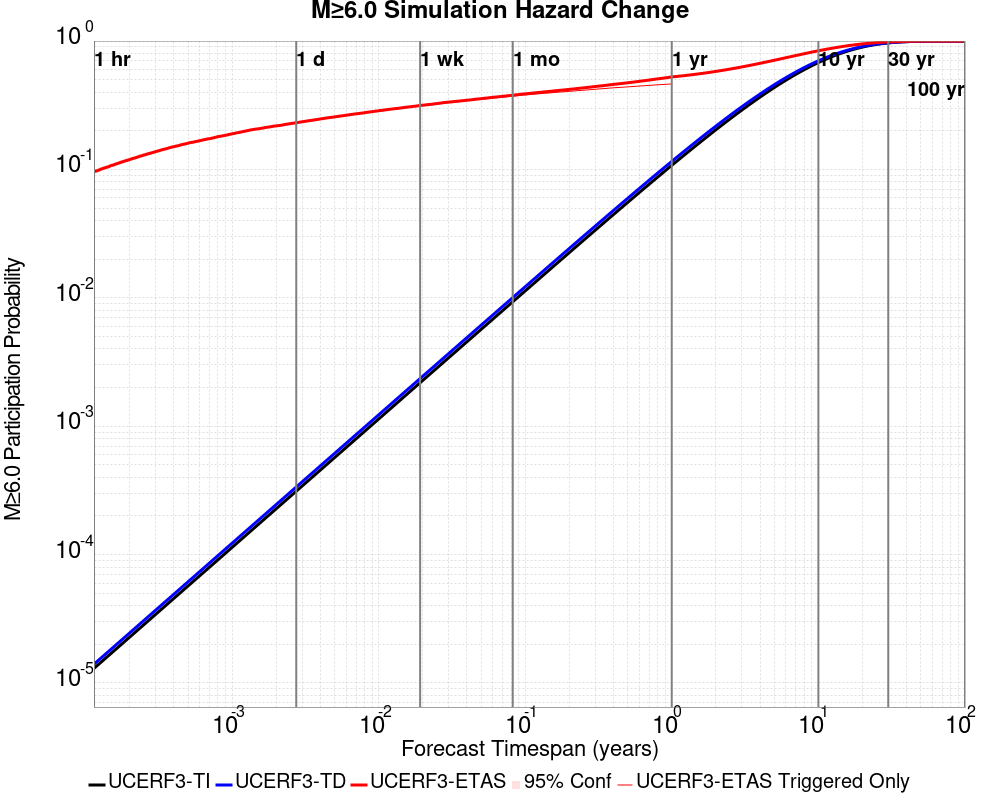 M≥6.0 Simulation Hazard Change
10^0
10^-1
10^-2
10^-3
10^-4
10^-5
M≥6.0 Participation Probability
1 hr 1 d 1 wk 1 mo 1 yr 10 yr 30 yr
100 yr
10^-3 10^-2 10^-1 10^0 10^1 10^2
Forecast Timespan (years)
UCERF3-TI UCERF3-TD UCERF3-ETAS 95% Conf UCERF3-ETAS Triggered Only